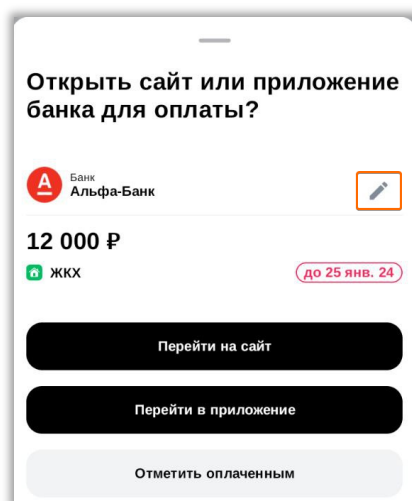 Открыть сайт или приложение
банка для оплаты?
Банк
Альфа-Банк
12 000 ₽
ЖКХ
до 25 янв. 24
Перейти на сайт
Перейти в приложение
Отметить оплаченным